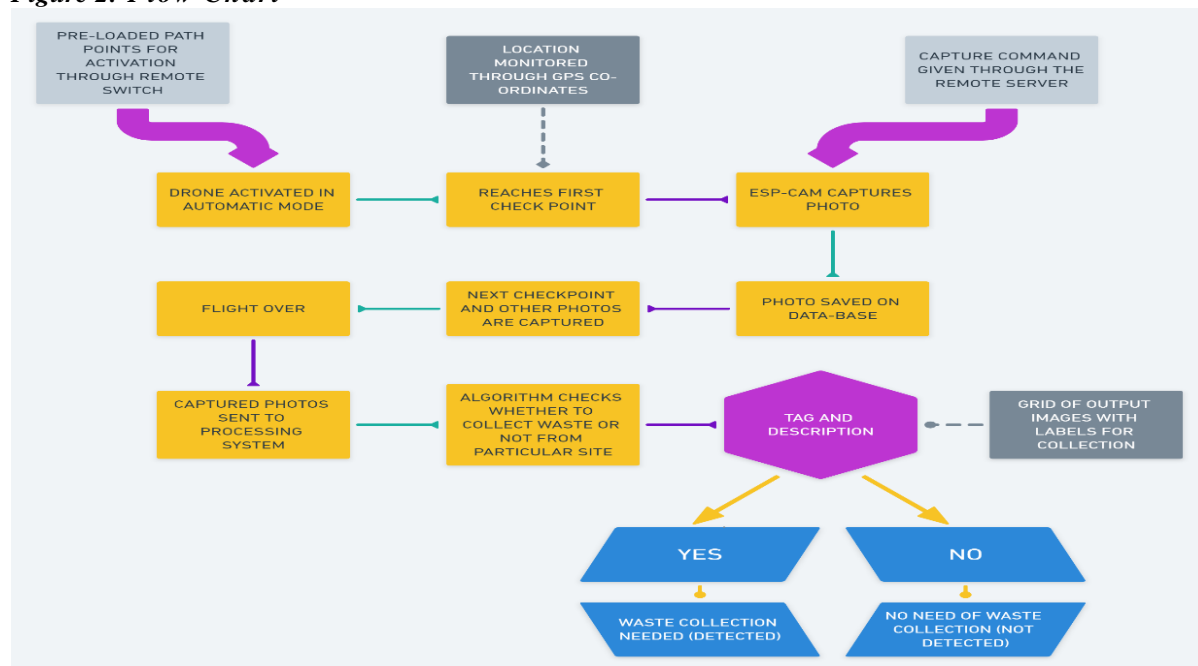 Figure 2: Flow Chart
PRE-LOADED PATH
POINTS FOR
ACTIVATION
THROUGH REMOTE
SWITCH
LOCATION
MONITORED
THROUGH GPS CO-
ORDINATES
CAPTURE COMMAND
GIVEN THROUGH THE
REMOTE SERVER
DRONE ACTIVATED IN
AUTOMATIC MODE
REACHES FIRST
CHECK POINT
ESP-CAM CAPTURES
PHOTO
FLIGHT OVER
NEXT CHECKPOINT
AND OTHER PHOTOS
ARE CAPTURED
PHOTO SAVED ON
DATA-BASE
CAPTURED PHOTOS
SENT TO
PROCESSING
SYSTEM
ALGORITHM CHECKS
WHETHER TO
COLLECT WASTE OR
NOT FROM
PARTICULAR SITE
TAG AND
DESCRIPTION
GRID OF OUTPUT
IMAGES WITH
LABELS FOR
COLLECTION
YES
NO
WASTE COLLECTION
NEEDED (DETECTED)
NO NEED OF WASTE
COLLECTION (NOT
DETECTED)